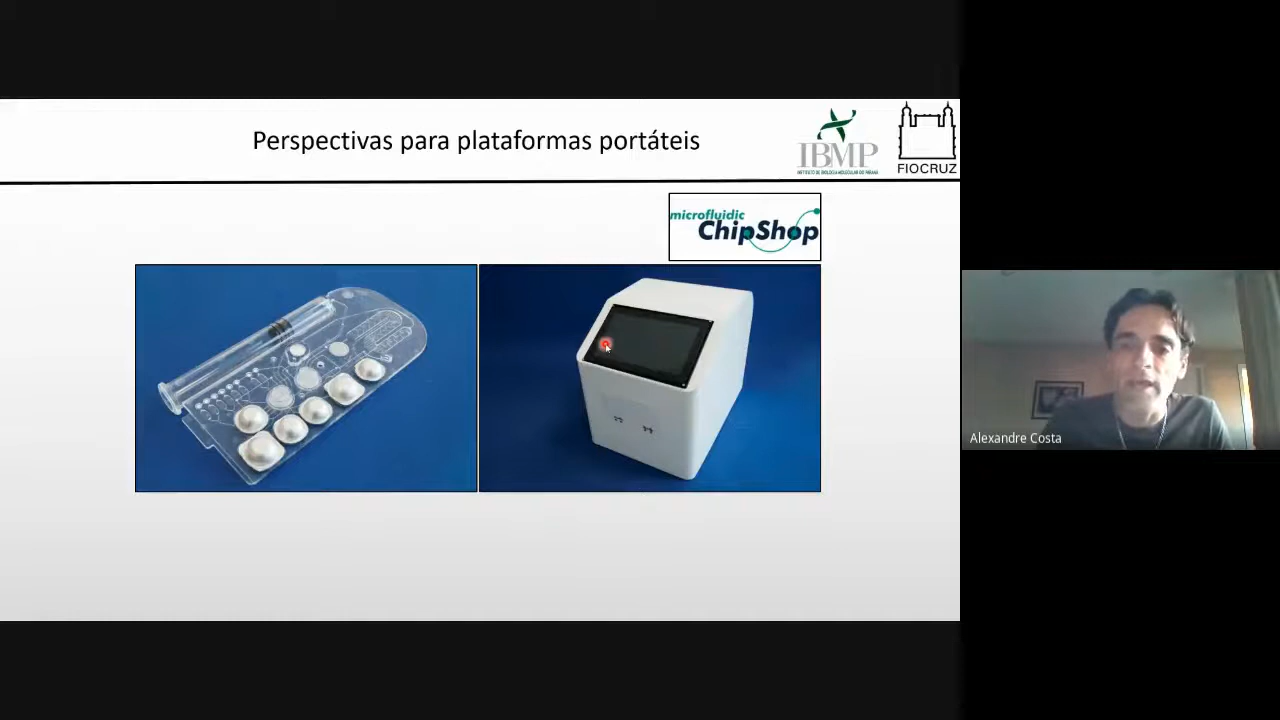 Perspectivas para plataformas portáteis
IBMP
INSTITUTO DE BIOLOGIA MOLECULAR DO PARANÁ
FIOCRUZ
microfluidic
ChipShop
Alexandre Costa